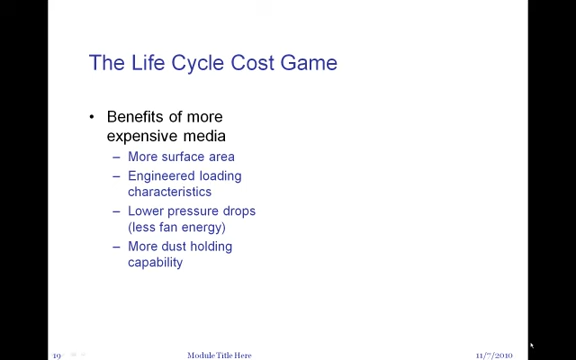 The Life Cycle Cost Game
• Benefits of more
expensive media
– More surface area
– Engineered loading
characteristics
– Lower pressure drops
(less fan energy)
– More dust holding
capability
19
Module Title Here
11/7/2010